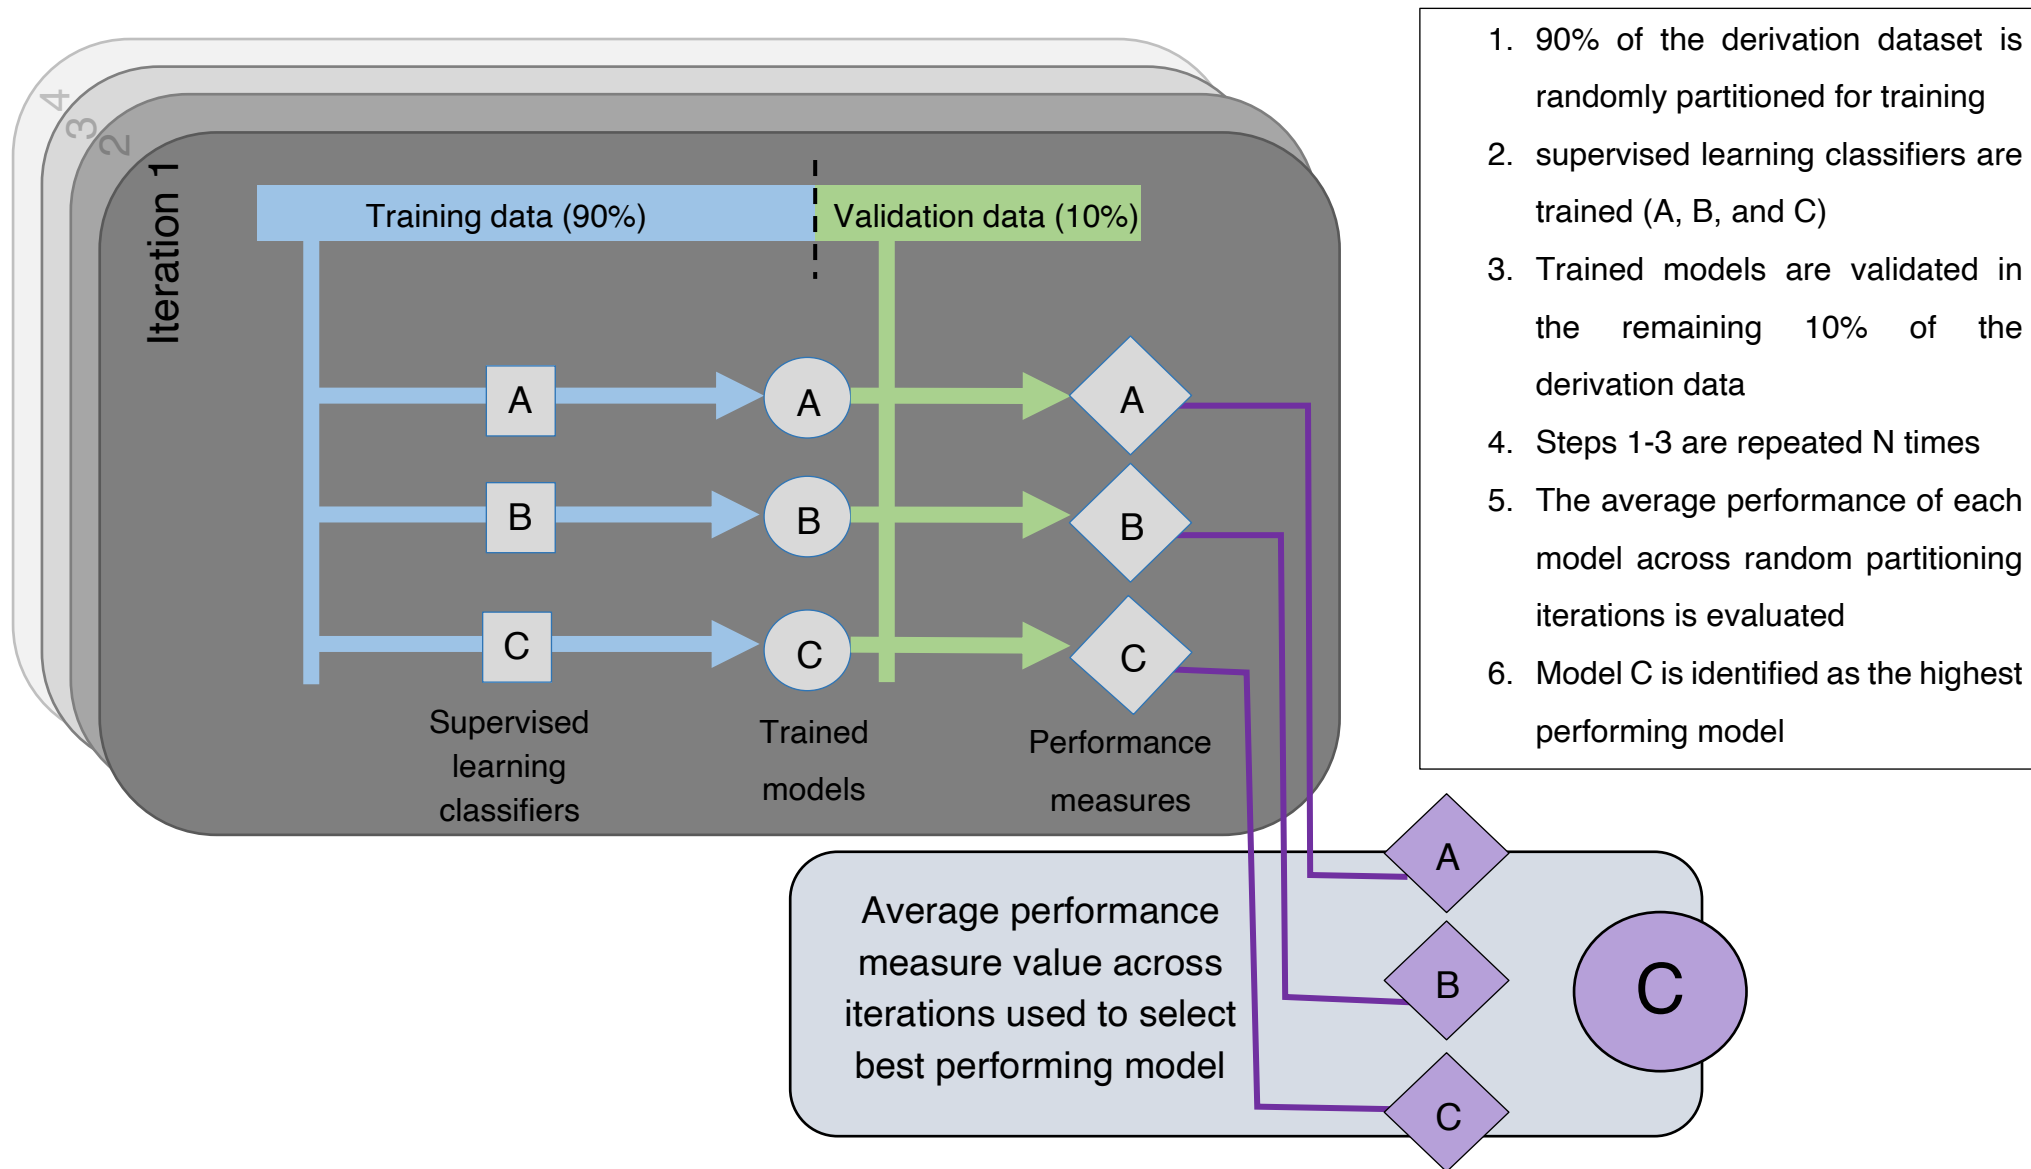 4
3
2
Iteration 1
Training data (90%)
Validation data (10%)
A
A
A
B
B
B
C
C
C
Supervised
learning
classifiers
Trained
models
Performance
measures
1. 90% of the derivation dataset is
randomly partitioned for training
2. supervised learning classifiers are
trained (A, B, and C)
3. Trained models are validated in
the remaining 10% of the
derivation data
4. Steps 1-3 are repeated N times
5. The average performance of each
model across random partitioning
iterations is evaluated
6. Model C is identified as the highest
performing model
Average performance
measure value across
iterations used to select
best performing model
A
B
C
C